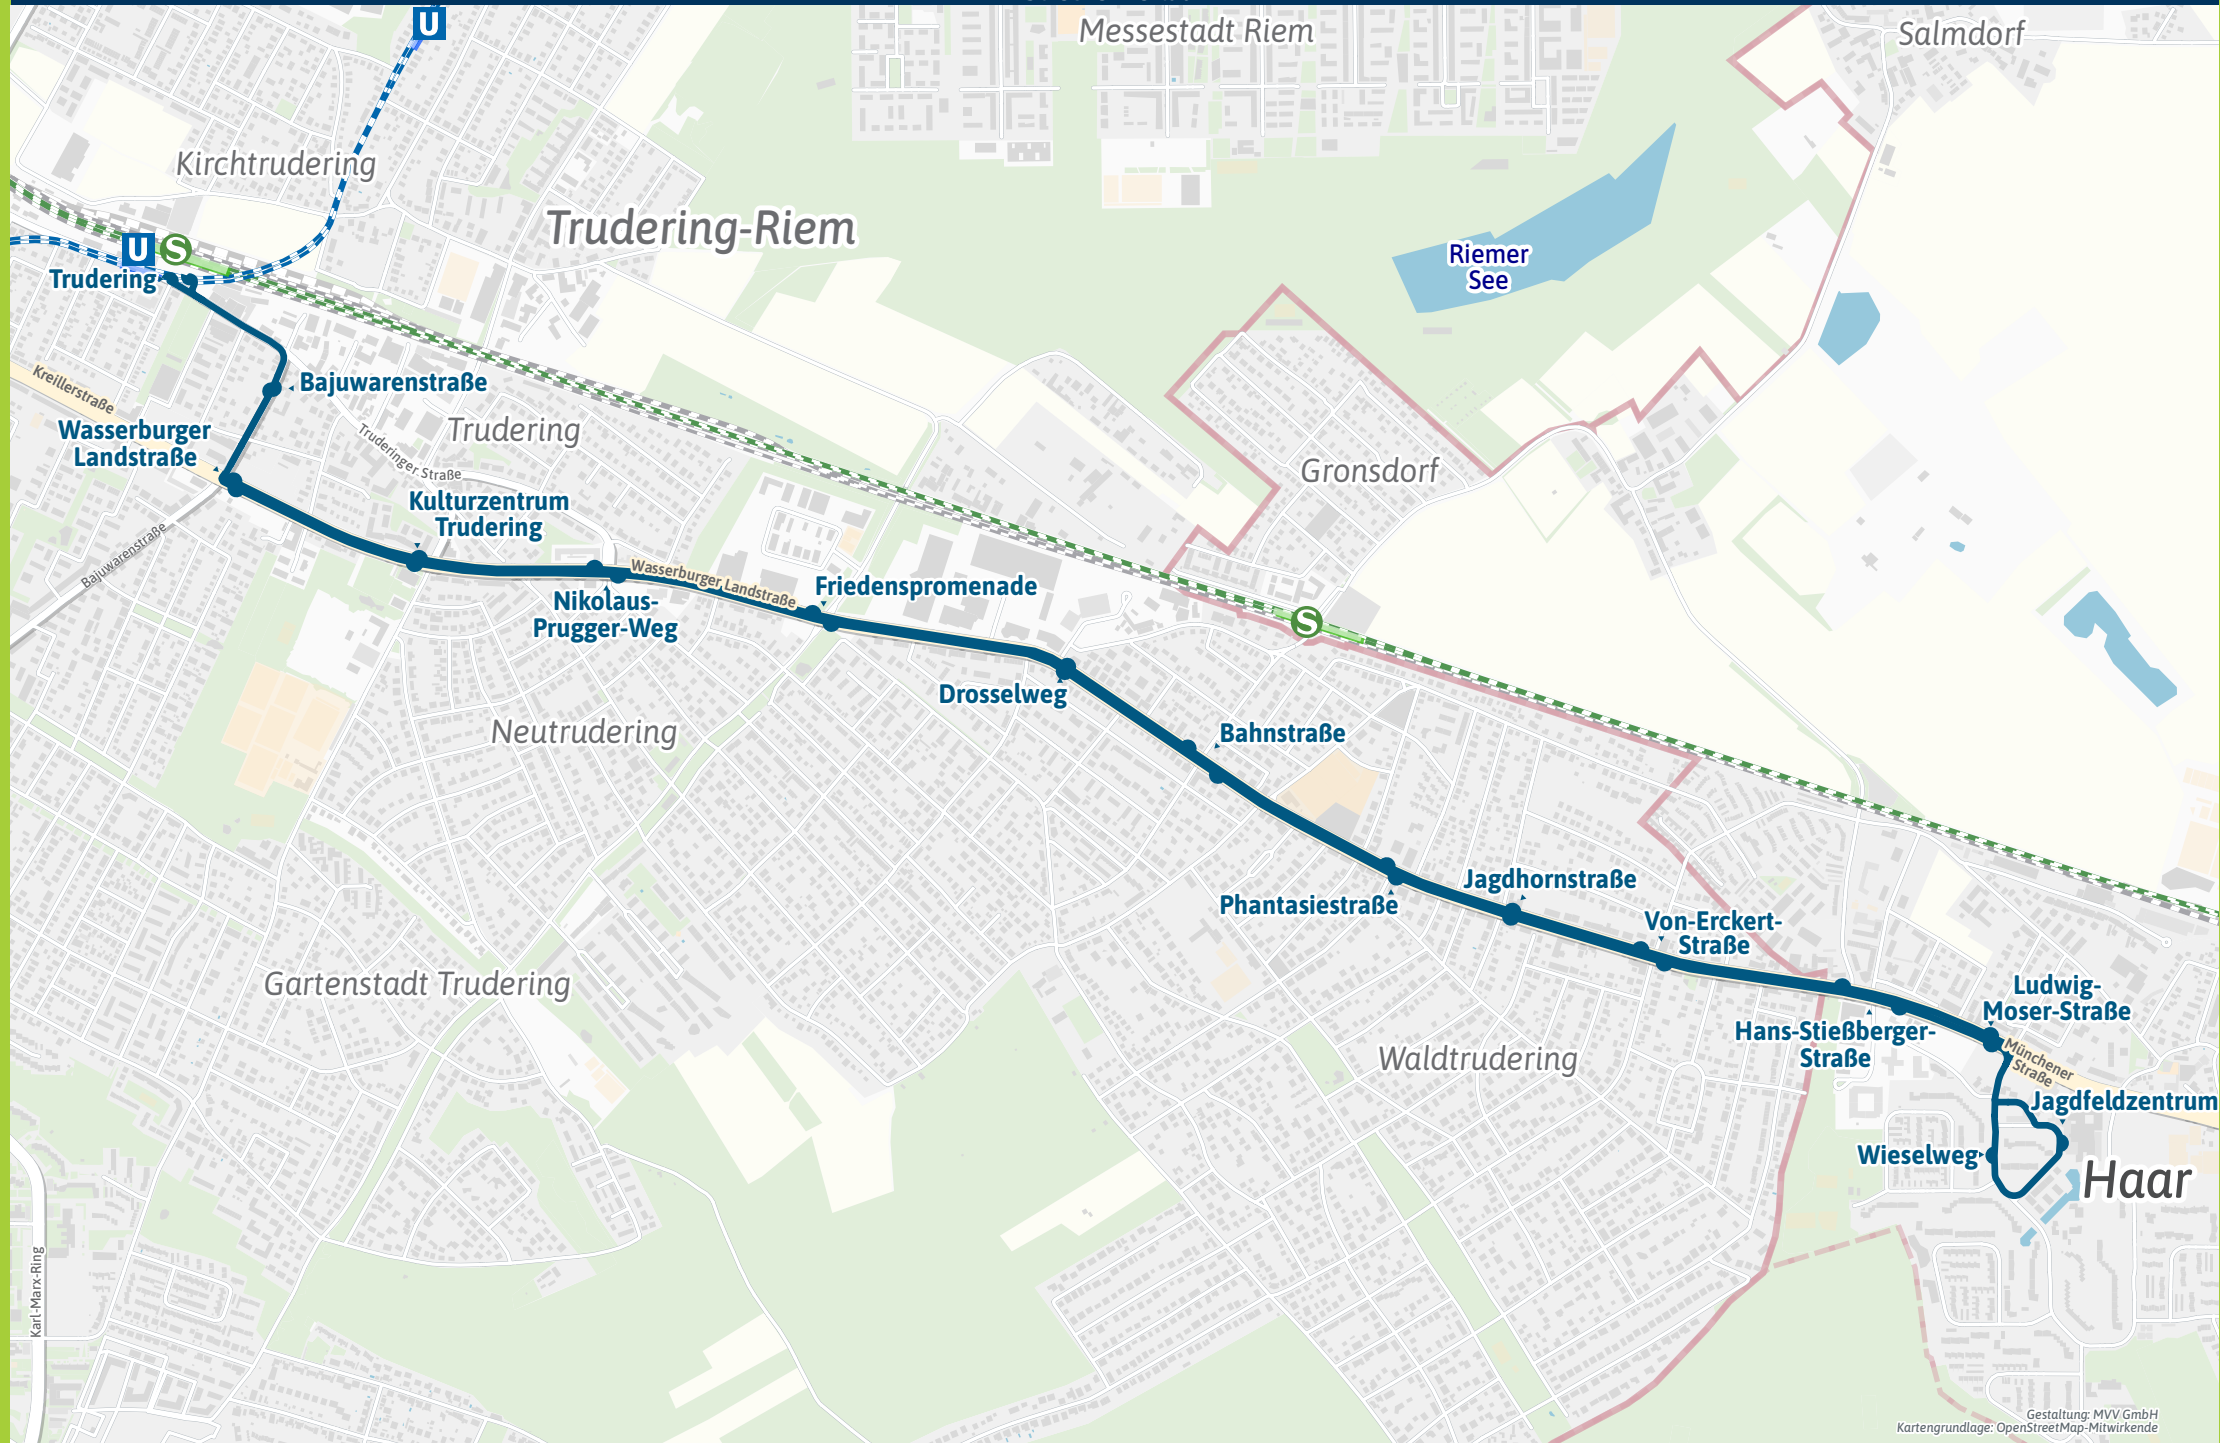 U
Messestadt Riem
Salmdorf
Kirchtrudering
Trudering-Riem
U
S
Trudering
Riemer
See
Kreillerstraße
Bajuwarenstraße
Wasserburger
Landstraße
Truderinger Straße
Trudering
Gronsdorf
Kulturzentrum
Trudering
Bajuwarenstraße
Wasserburger Landstraße
Nikolaus-
Prugger-Weg
Friedenspromenade
S
Drosselweg
Neutrudering
Bahnstraße
Phantasiestraße
Jagdhornstraße
Von-Erckert-
Straße
Gartenstadt Trudering
Ludwig-
Moser-Straße
Hans-Stießberger-
Straße
Waldtrudering
Münchener
Straße
Jagdfeldzentrum
Wieselweg
Haar
Karl-Marx-Ring
Gestaltung: MVV GmbH
Kartengrundlage: OpenStreetMap-Mitwirkende